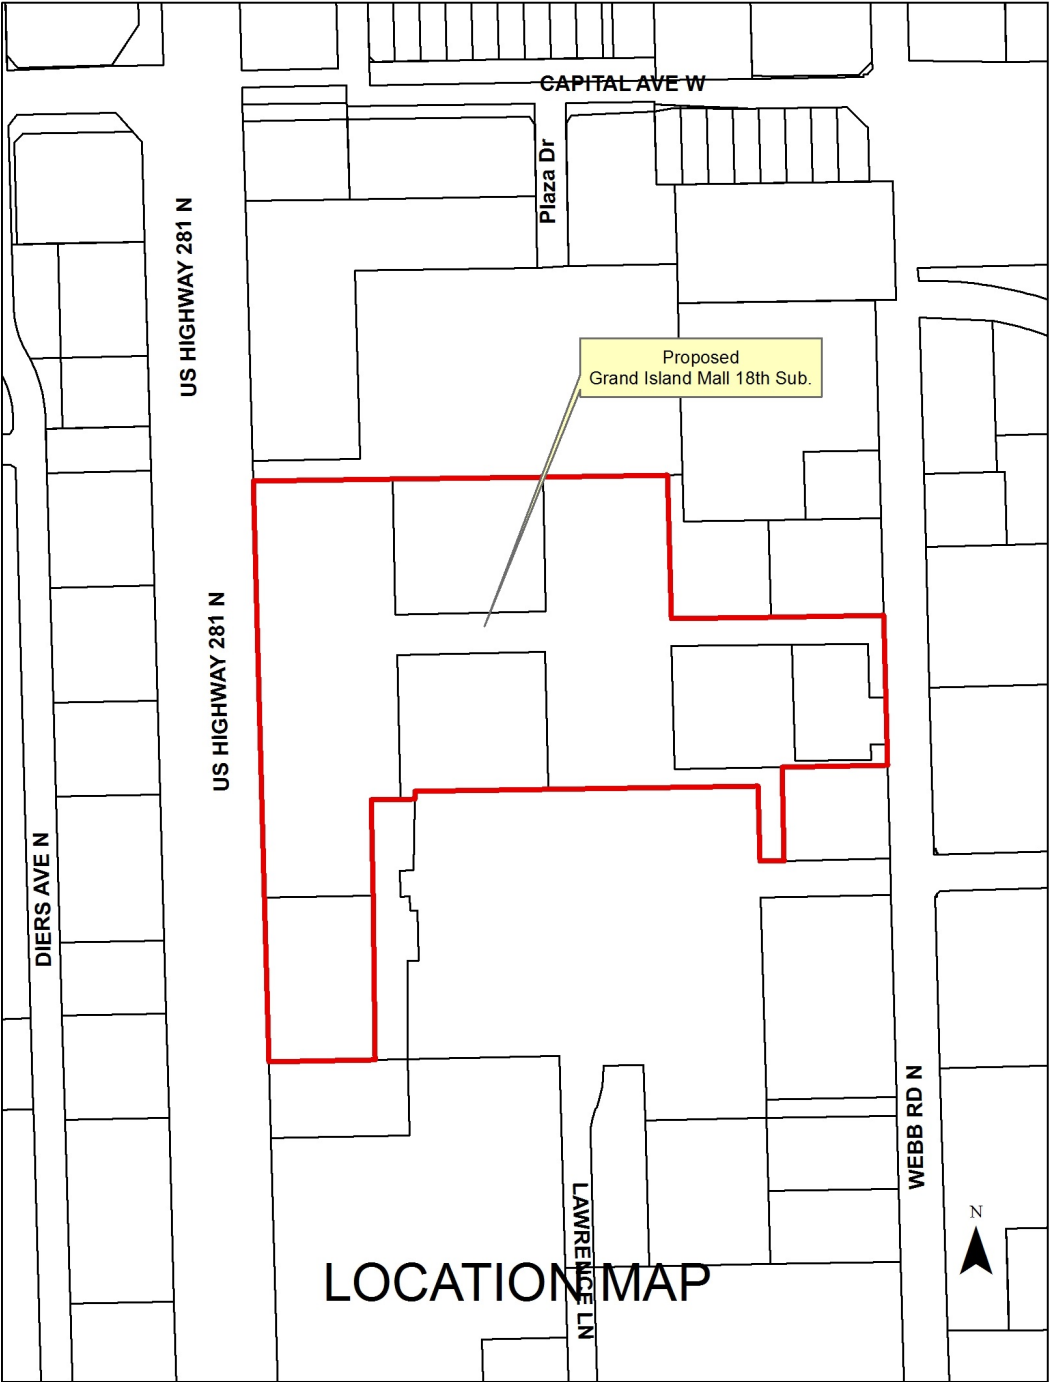 CAPITAL AVE W
Plaza Dr
US HIGHWAY 281 N
Proposed
Grand Island Mall 18th Sub.
US HIGHWAY 281 N
DIERS AVE N
WEBB RD N
LAWRENCE LN
N
LOCATION MAP